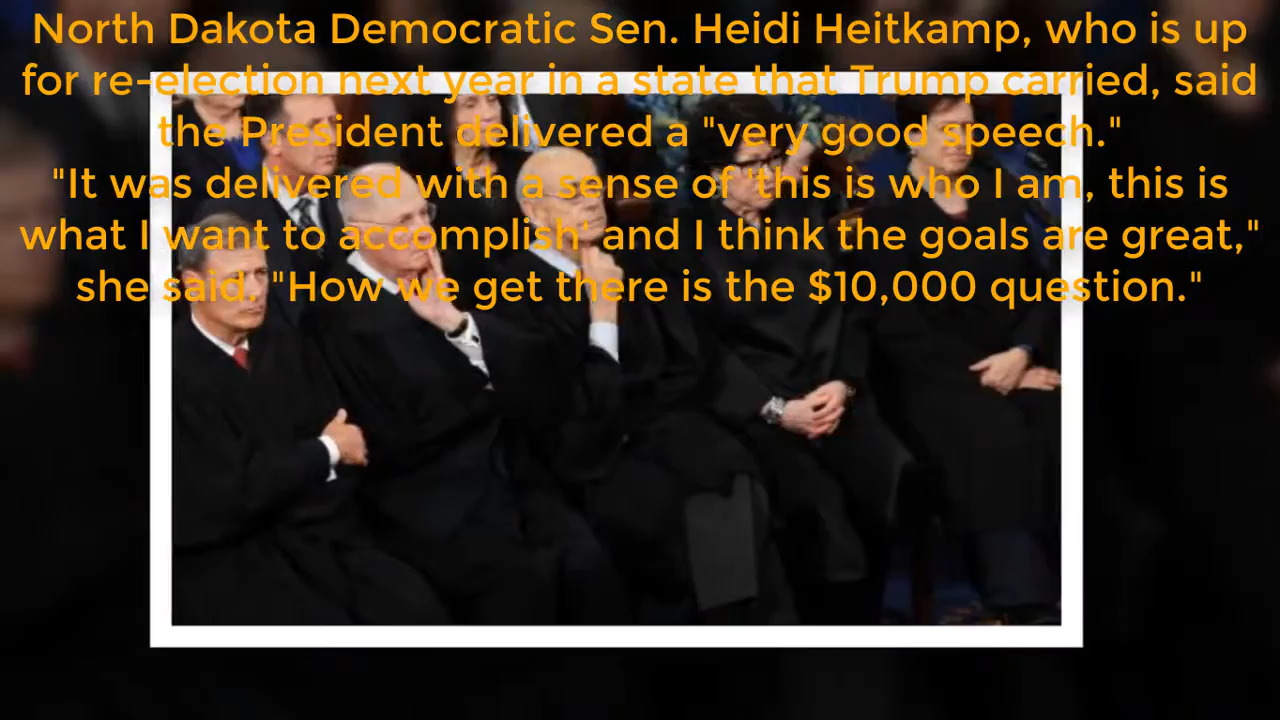 North Dakota Democratic Sen. Heidi Heitkamp, who is up
for re-election next year in a state that Trump carried, said
the President delivered a "very good speech."
"It was delivered with a sense of 'this is who I am, this is
what I want to accomplish' and I think the goals are great,"
she said. "How we get there is the $10,000 question."